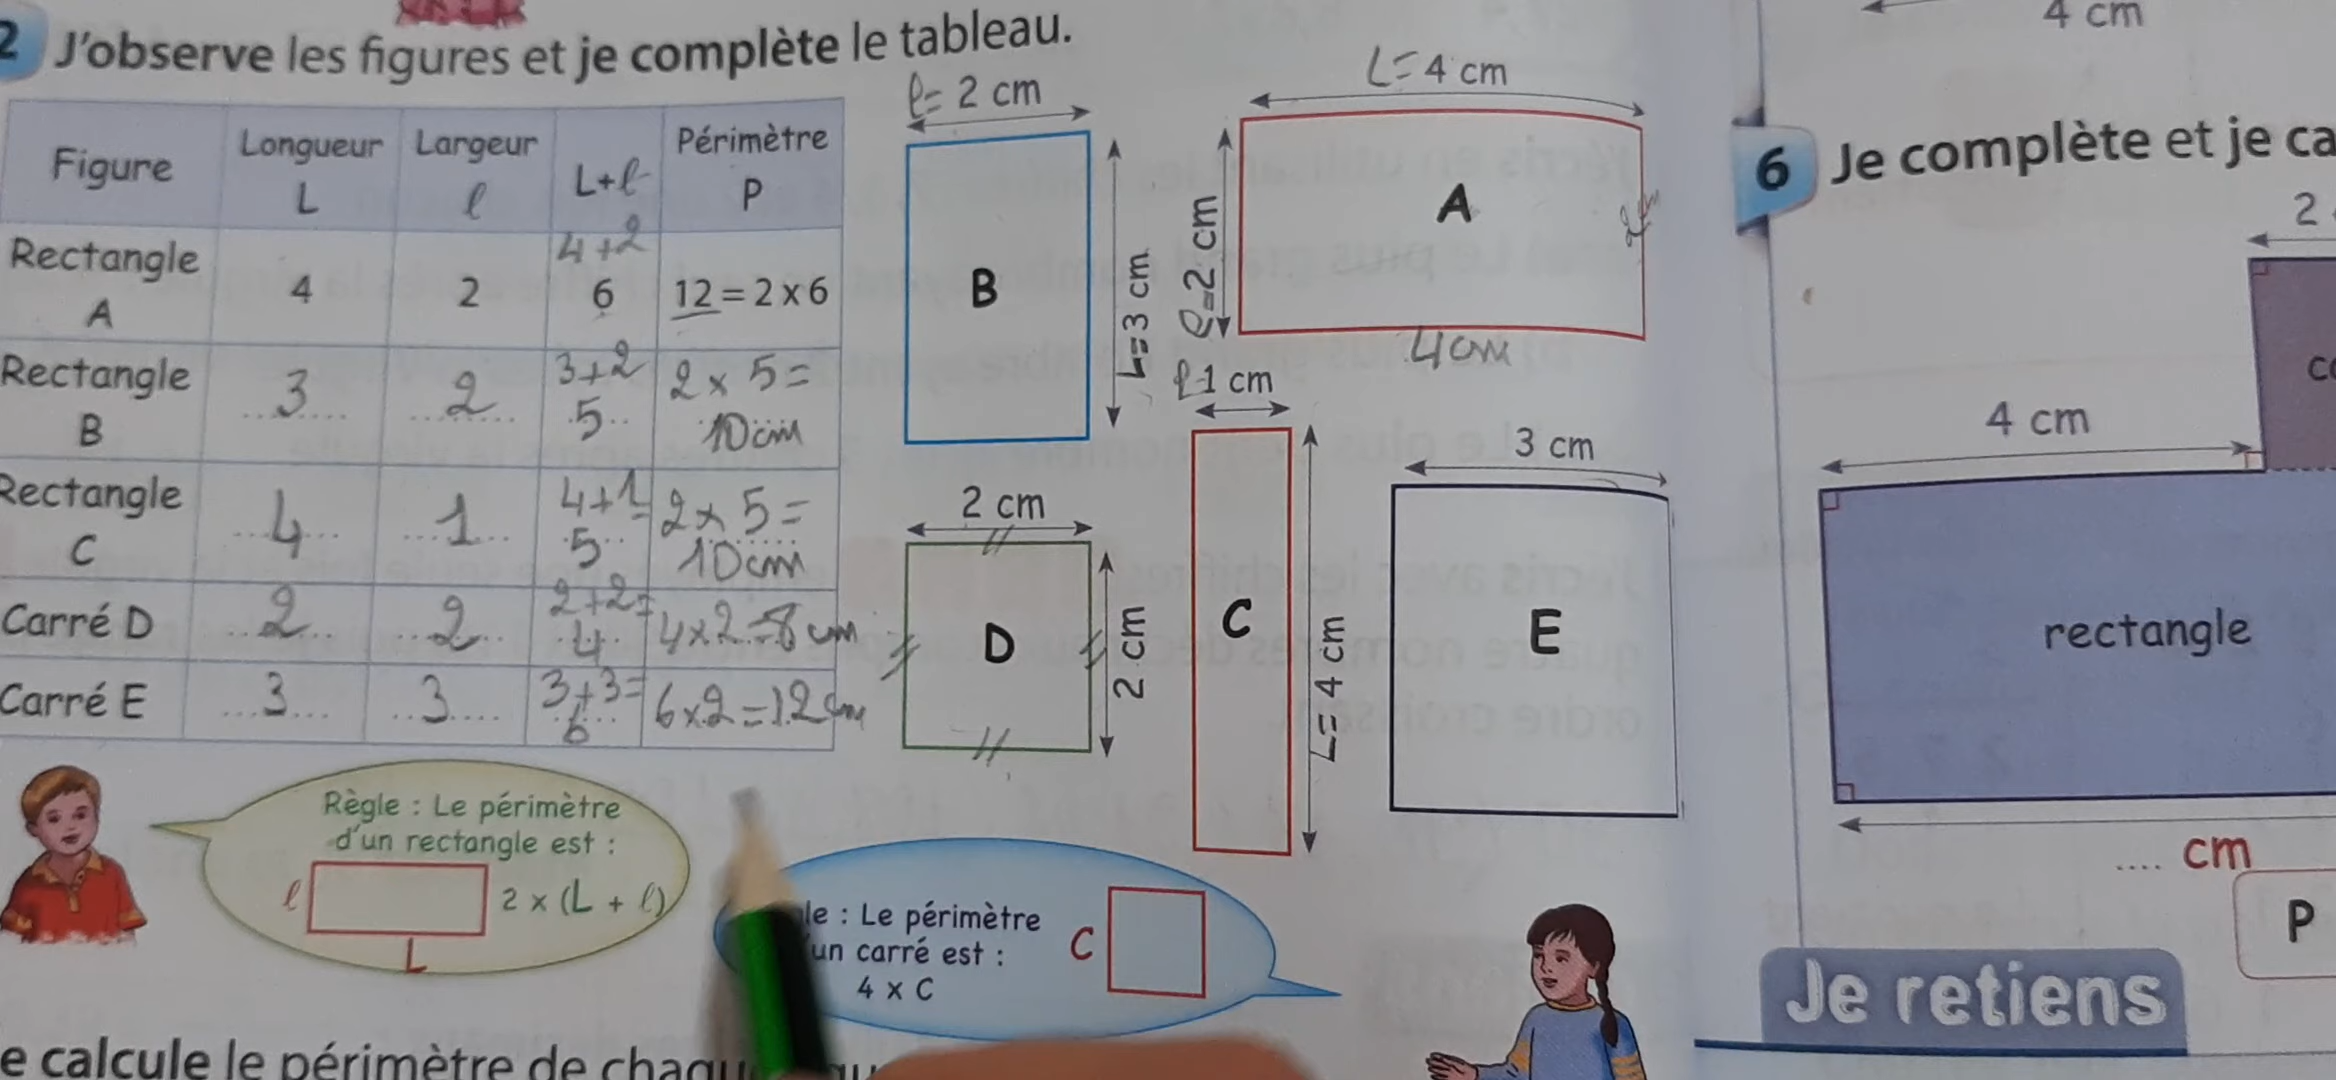 2 J'observe les figures et je complète le tableau.
Figure
Longueur
L
Largeur
ℓ
L+ℓ
Périmètre
P
Rectangle
A
4
2
4+2
6
12 = 2 x 6
Rectangle
B
3
2
3+2
5
2 x 5 =
10cm
Rectangle
C
4
1
4+1=
5
2 x 5 =
10cm
Carré D
2
2
2+2=
4
4x2=8 cm
Carré E
3
3
3+3=
6
6x2=12cm
ℓ= 2 cm
B
L=3 cm
L= 4 cm
ℓ=2 cm
A
2cm
4cm
2 cm
D
2 cm
ℓ 1 cm
C
L= 4 cm
3 cm
E
Règle : Le périmètre
d'un rectangle est :
ℓ
2 x (L + ℓ)
L
le : Le périmètre
un carré est :
4 x C
C
e calcule le périmètre de chaqu
4 cm
6 Je complète et je ca
2
4 cm
rectangle
.... cm
P
Je retiens